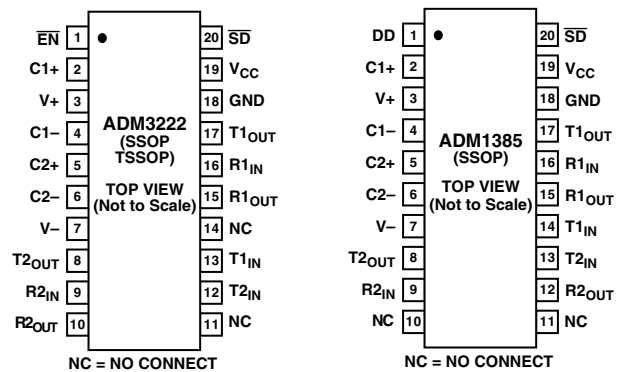 EN 1 20 SD
C1+ 2 19 VCC
V+ 3 18 GND
C1– 4 17 T1OUT
C2+ 5 16 R1IN
C2– 6 15 R1OUT
V– 7 14 NC
T2OUT 8 13 T1IN
R2IN 9 12 T2IN
R2OUT 10 11 NC
ADM3222
(SSOP
TSSOP)
TOP VIEW
(Not to Scale)
NC = NO CONNECT
DD 1 20 SD
C1+ 2 19 VCC
V+ 3 18 GND
C1– 4 17 T1OUT
C2+ 5 16 R1IN
C2– 6 15 R1OUT
V– 7 14 T1IN
T2OUT 8 13 T2IN
R2IN 9 12 R2OUT
NC 10 11 NC
ADM1385
(SSOP)
TOP VIEW
(Not to Scale)
NC = NO CONNECT